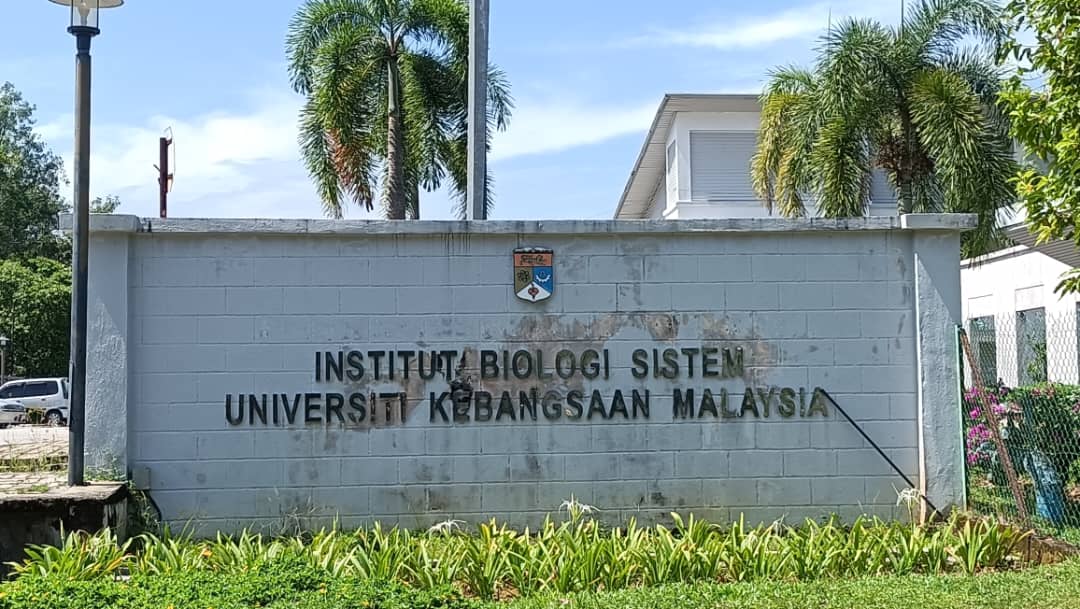 INSTITUT BIOLOGI SISTEM
UNIVERSITI KEBANGSAAN MALAYSIA